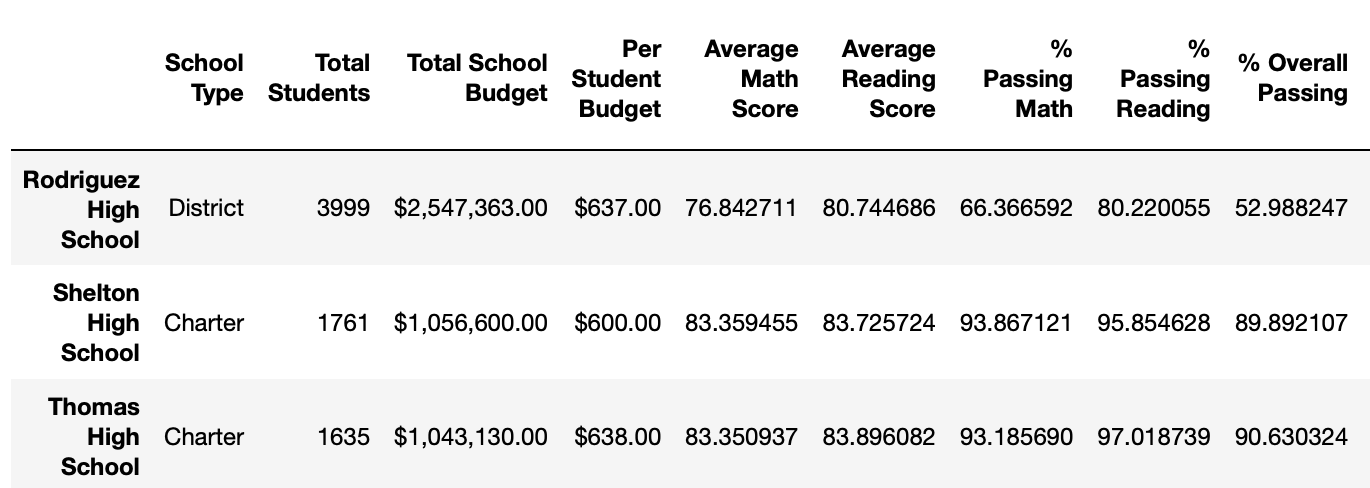 School Type Total Students Total School Budget Per Student Budget Average Math Score Average Reading Score % Passing Math % Passing Reading % Overall Passing
Rodriguez High School District 3999 $2,547,363.00 $637.00 76.842711 80.744686 66.366592 80.220055 52.988247
Shelton High School Charter 1761 $1,056,600.00 $600.00 83.359455 83.725724 93.867121 95.854628 89.892107
Thomas High School Charter 1635 $1,043,130.00 $638.00 83.350937 83.896082 93.185690 97.018739 90.630324